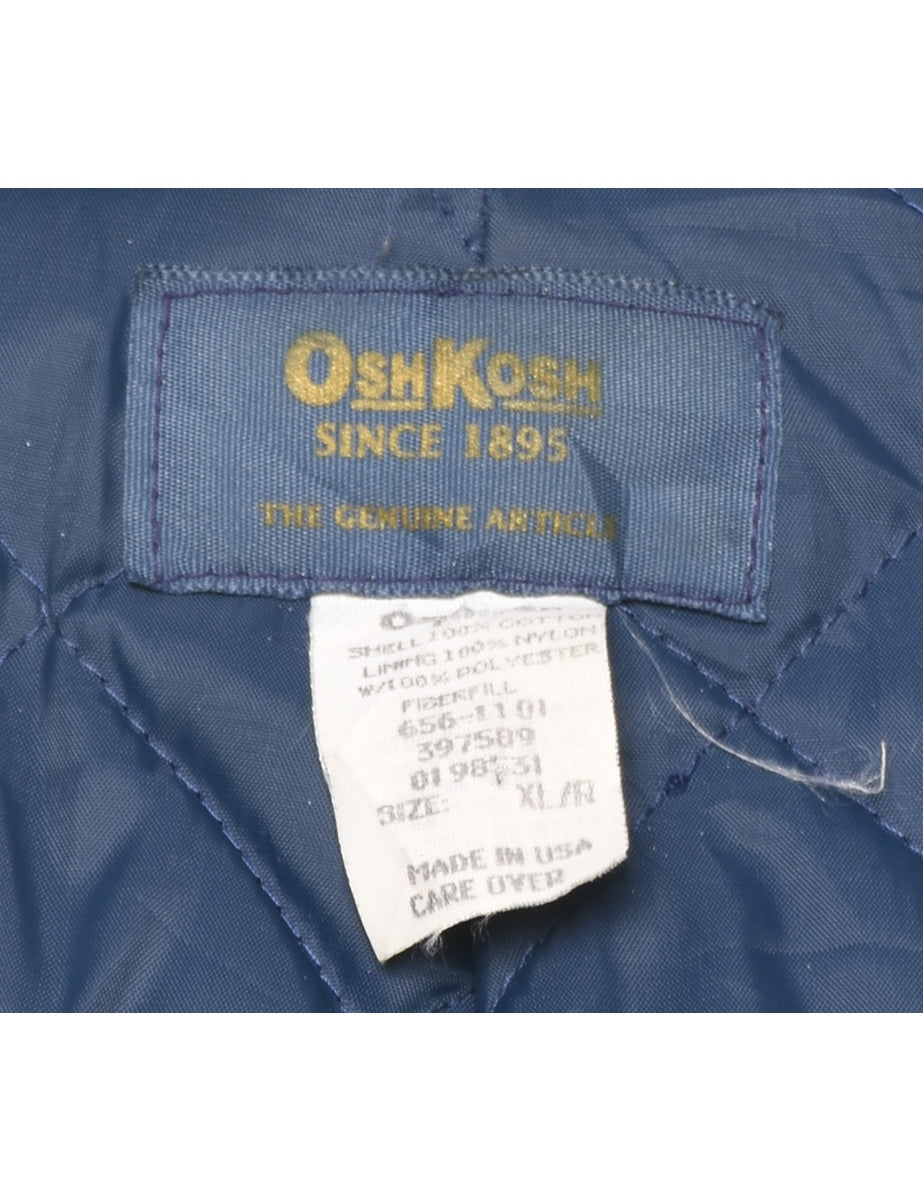 OSHKOSH
SINCE 1895
THE GENUINE ARTICLE
SHELL 100% COTTON
LINING 100% NYLON
W/100% POLYESTER
FIBERFILL
656-1101
397589
SIZE: XL/R
MADE IN USA
CARE OVER